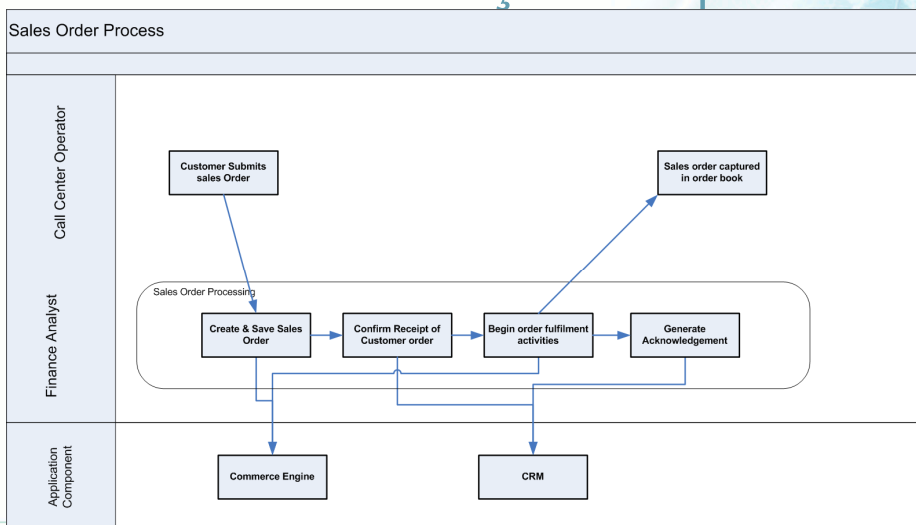 Sales Order Process
Call Center Operator
Customer Submits
sales Order
Sales order captured
in order book
Finance Analyst
Sales Order Processing
Create & Save Sales
Order
Confirm Receipt of
Customer order
Begin order fulfilment
activities
Generate
Acknowledgement
Application
Component
Commerce Engine
CRM